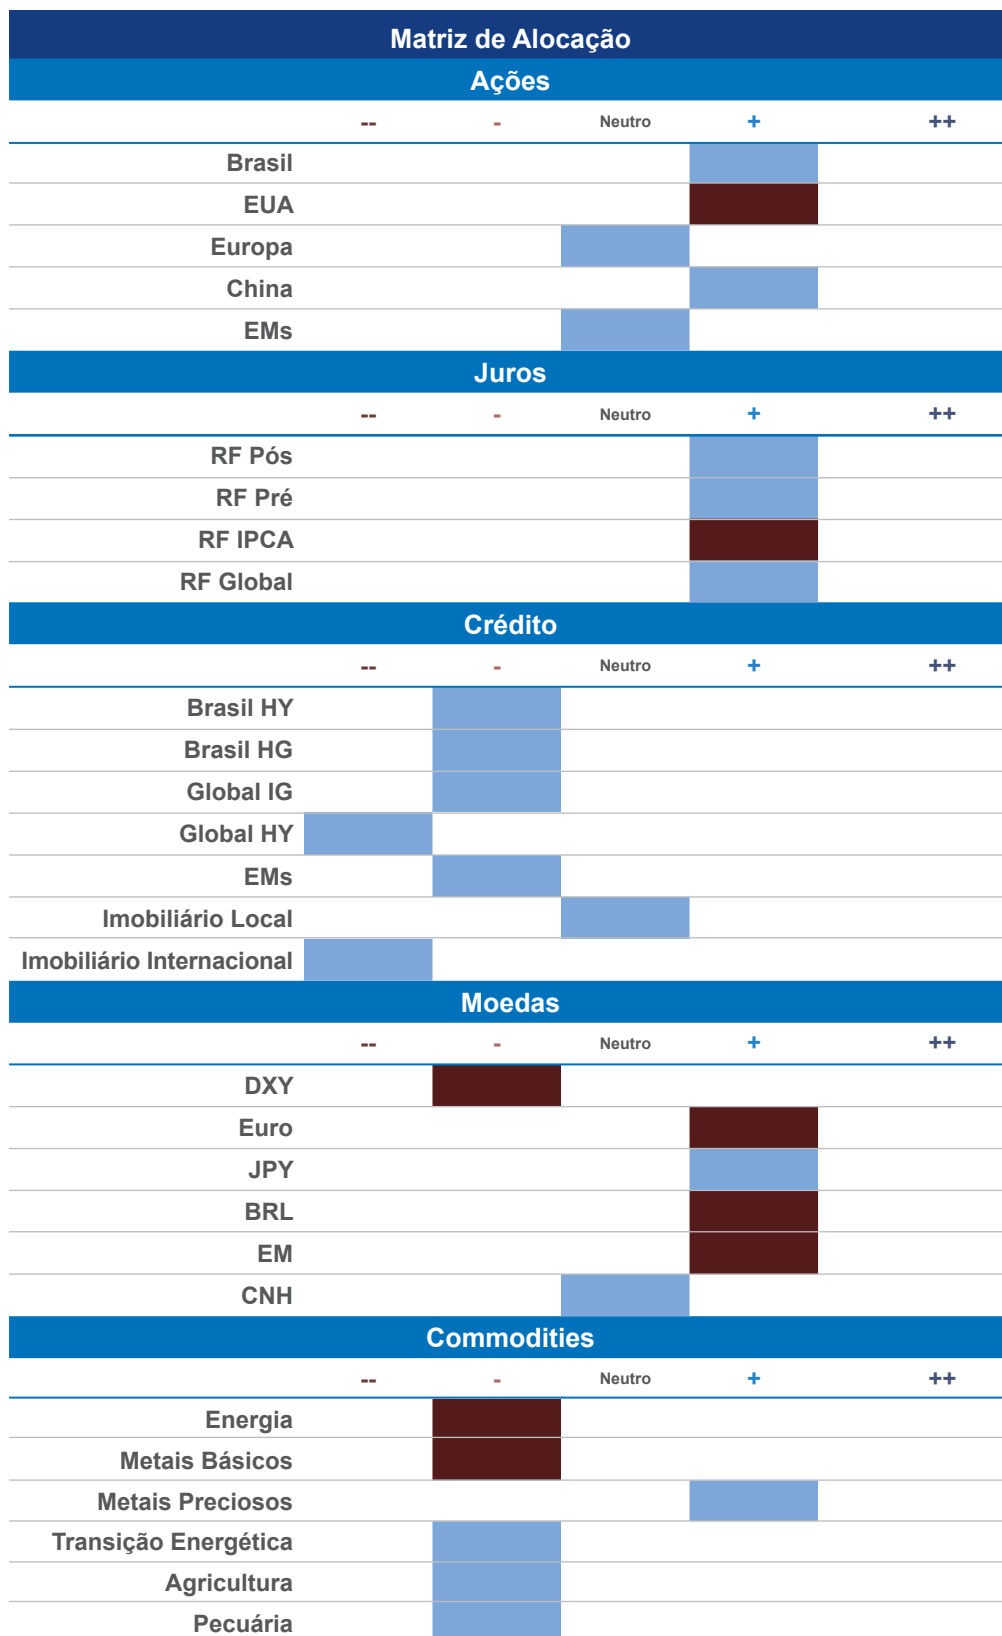 Matriz de Alocação
Ações
-- - Neutro + ++
Brasil
EUA
Europa
China
EMs
Juros
-- - Neutro + ++
RF Pós
RF Pré
RF IPCA
RF Global
Crédito
-- - Neutro + ++
Brasil HY
Brasil HG
Global IG
Global HY
EMs
Imobiliário Local
Imobiliário Internacional
Moedas
-- - Neutro + ++
DXY
Euro
JPY
BRL
EM
CNH
Commodities
-- - Neutro + ++
Energia
Metais Básicos
Metais Preciosos
Transição Energética
Agricultura
Pecuária